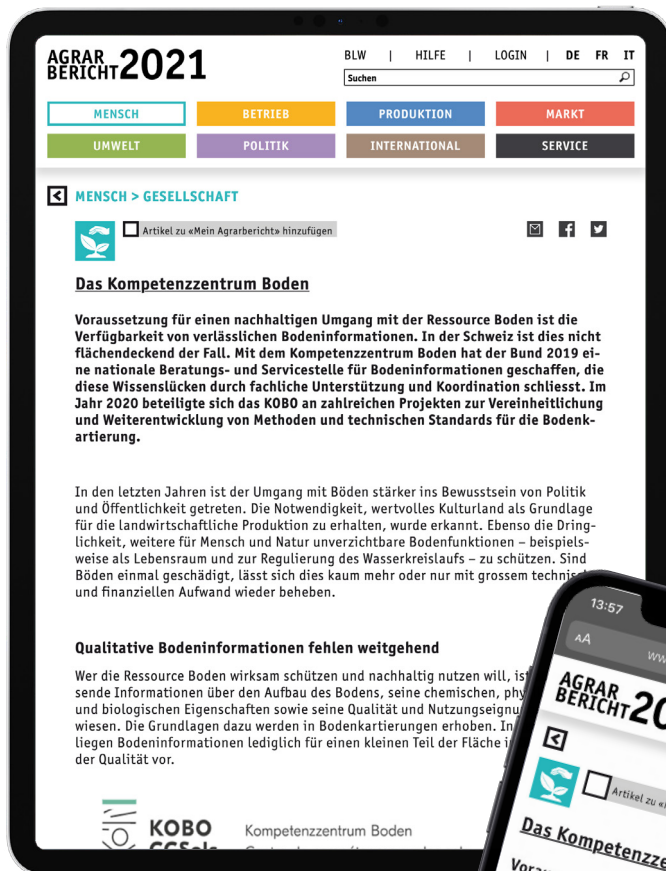 AGRAR
BERICHT 2021
BLW | HILFE | LOGIN | DE FR IT
Suchen
MENSCH BETRIEB PRODUKTION MARKT
UMWELT POLITIK INTERNATIONAL SERVICE
MENSCH > GESELLSCHAFT
Artikel zu «Mein Agrarbericht» hinzufügen
Das Kompetenzzentrum Boden
Voraussetzung für einen nachhaltigen Umgang mit der Ressource Boden ist die
Verfügbarkeit von verlässlichen Bodeninformationen. In der Schweiz ist dies nicht
flächendeckend der Fall. Mit dem Kompetenzzentrum Boden hat der Bund 2019 ei-
ne nationale Beratungs- und Servicestelle für Bodeninformationen geschaffen, die
diese Wissenslücken durch fachliche Unterstützung und Koordination schliesst. Im
Jahr 2020 beteiligte sich das KOBO an zahlreichen Projekten zur Vereinheitlichung
und Weiterentwicklung von Methoden und technischen Standards für die Bodenk-
artierung.
In den letzten Jahren ist der Umgang mit Böden stärker ins Bewusstsein von Politik
und Öffentlichkeit getreten. Die Notwendigkeit, wertvolles Kulturland als Grundlage
für die landwirtschaftliche Produktion zu erhalten, wurde erkannt. Ebenso die Dring-
lichkeit, weitere für Mensch und Natur unverzichtbare Bodenfunktionen – beispiels-
weise als Lebensraum und zur Regulierung des Wasserkreislaufs – zu schützen. Sind
Böden einmal geschädigt, lässt sich dies kaum mehr oder nur mit grossem technisc
und finanziellen Aufwand wieder beheben.
Qualitative Bodeninformationen fehlen weitgehend
Wer die Ressource Boden wirksam schützen und nachhaltig nutzen will, ist
sende Informationen über den Aufbau des Bodens, seine chemischen, phy
und biologischen Eigenschaften sowie seine Qualität und Nutzungseignu
wiesen. Die Grundlagen dazu werden in Bodenkartierungen erhoben. In
liegen Bodeninformationen lediglich für einen kleinen Teil der Fläche i
der Qualität vor.
KOBO Kompetenzzentrum Boden
13:57
AA ww
AGRAR
BERICHT 20
Artikel zu «
Das Kompetenzze
Vorau